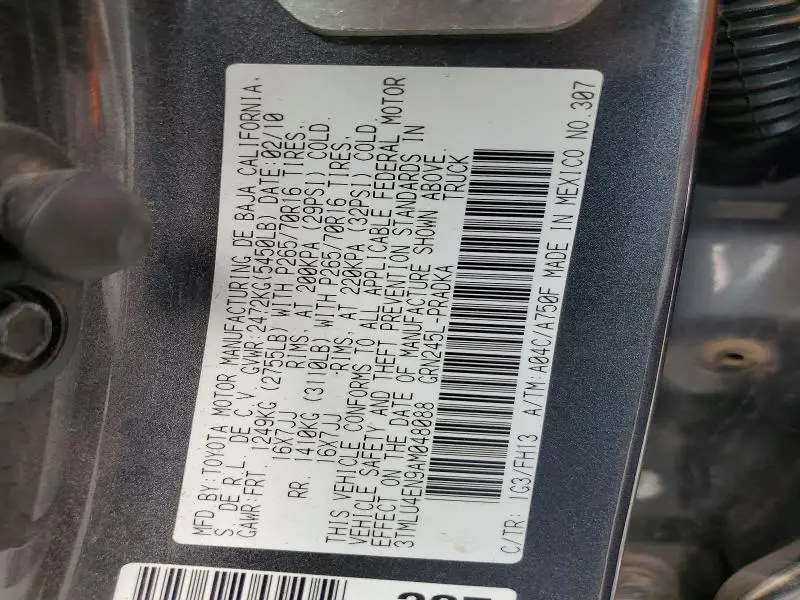 MFD.BY:TOYOTA MOTOR MANUFACTURING DE BAJA CALIFORNIA,
S. DE R.L. DE C.V. GVWR:2472KG(5450LB) DATE:02/10
GAWR:FRT. 1249KG (2755LB) WITH P265/70R16 TIRES,
16X7JJ RIMS, AT 200KPA (29PSI) COLD.
RR. 1410KG (3110LB) WITH P265/70R16 TIRES,
16X7JJ RIMS, AT 220KPA (32PSI) COLD.
THIS VEHICLE CONFORMS TO ALL APPLICABLE FEDERAL MOTOR
VEHICLE SAFETY AND THEFT PREVENTION STANDARDS IN
EFFECT ON THE DATE OF MANUFACTURE SHOWN ABOVE.
3TMLU4EN9AM048088 GRN245L-PRADKA TRUCK
C/TR: 1G3/FH13 A/TM:A04C/A750F MADE IN MEXICO NO.307